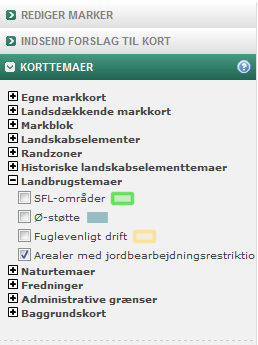 REDIGER MARKER
INDSEND FORSLAG TIL KORT
KORTTEMAER
Egne markkort
Landsdækkende markkort
Markblok
Landskabselementer
Randzoner
Historiske landskabselementtemaer
Landbrugstemaer
SFL-områder
Ø-støtte
Fuglevenligt drift
Arealer med jordbearbejdningsrestriktio
Naturtemaer
Fredninger
Administrative grænser
Baggrundskort